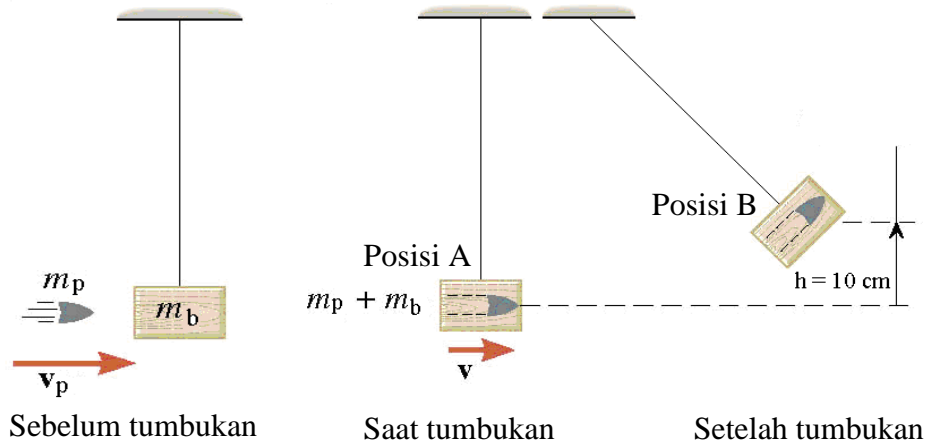 Posisi B
Posisi A
m_p
m_p + m_b
m_b
h = 10 cm
v_p
v
Sebelum tumbukan
Saat tumbukan
Setelah tumbukan